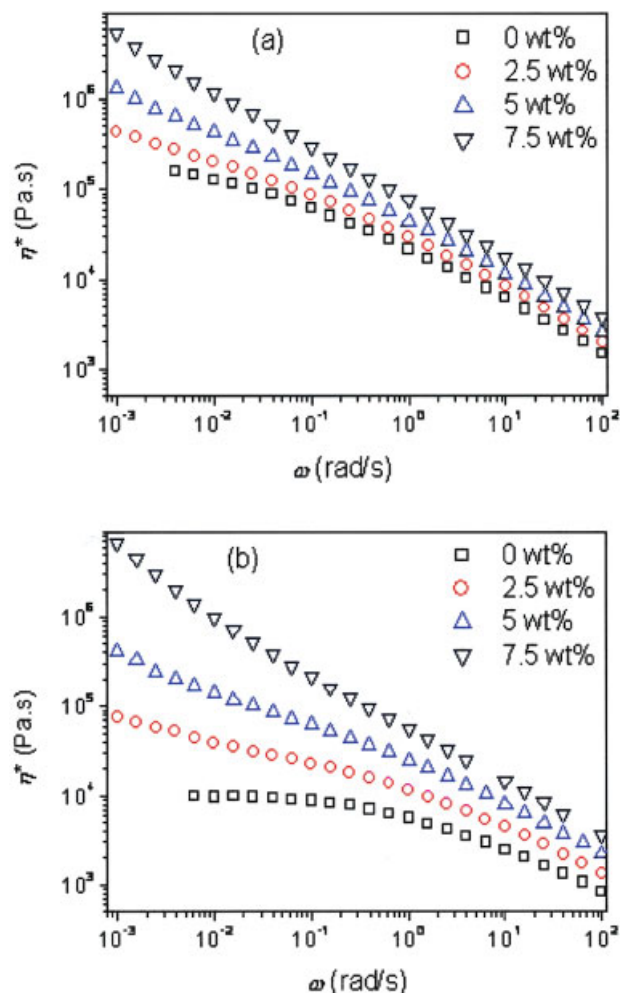 (a)
0 wt%
2.5 wt%
5 wt%
7.5 wt%
10⁶
10⁵
10⁴
10³
η* (Pa.s)
10⁻³ 10⁻² 10⁻¹ 10⁰ 10¹ 10²
ω (rad/s)
(b)
0 wt%
2.5 wt%
5 wt%
7.5 wt%
10⁶
10⁵
10⁴
10³
η* (Pa.s)
10⁻³ 10⁻² 10⁻¹ 10⁰ 10¹ 10²
ω (rad/s)